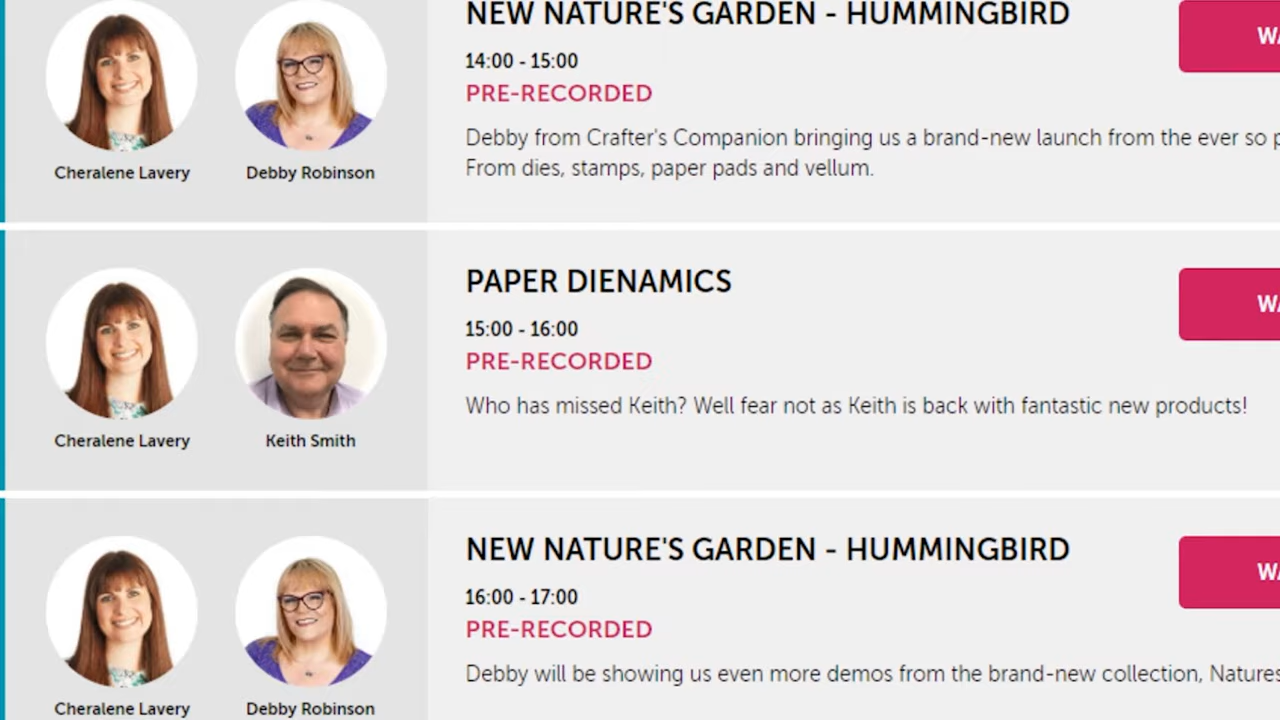 NEW NATURE'S GARDEN - HUMMINGBIRD
14:00 - 15:00
PRE-RECORDED
Debby from Crafter's Companion bringing us a brand-new launch from the ever so
From dies, stamps, paper pads and vellum.
Cheralene Lavery
Debby Robinson
PAPER DIENAMICS
15:00 - 16:00
PRE-RECORDED
Who has missed Keith? Well fear not as Keith is back with fantastic new products!
Cheralene Lavery
Keith Smith
NEW NATURE'S GARDEN - HUMMINGBIRD
16:00 - 17:00
PRE-RECORDED
Debby will be showing us even more demos from the brand-new collection, Natures
Cheralene Lavery
Debby Robinson